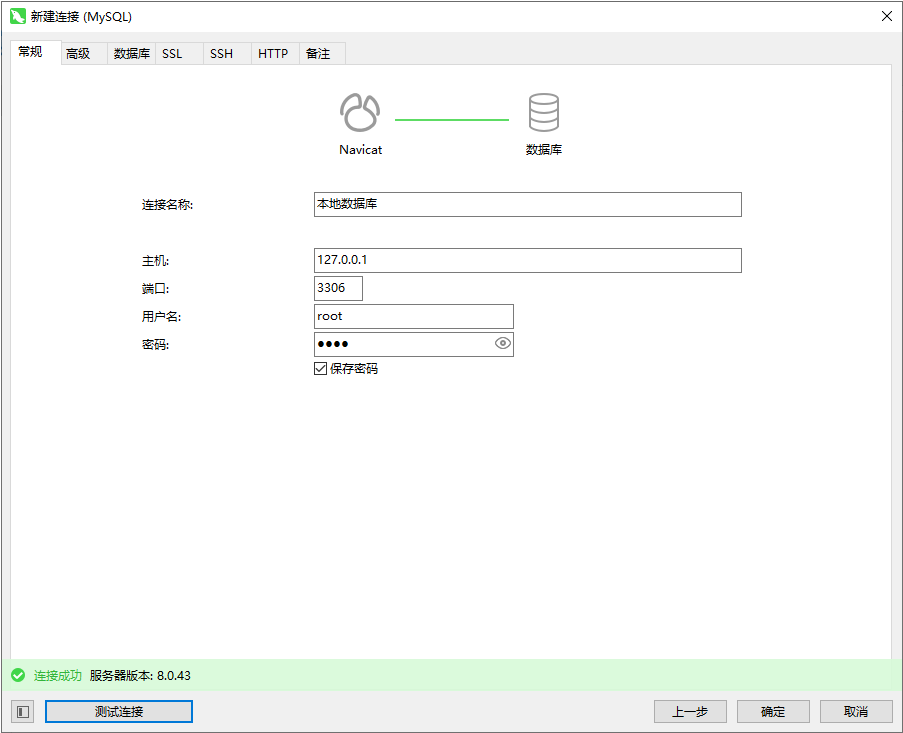 新建连接 (MySQL)
常规 高级 数据库 SSL SSH HTTP 备注
Navicat 数据库
连接名称: 本地数据库
主机: 127.0.0.1
端口: 3306
用户名: root
密码: ●●●●
保存密码
连接成功 服务器版本: 8.0.43
测试连接 上一步 确定 取消